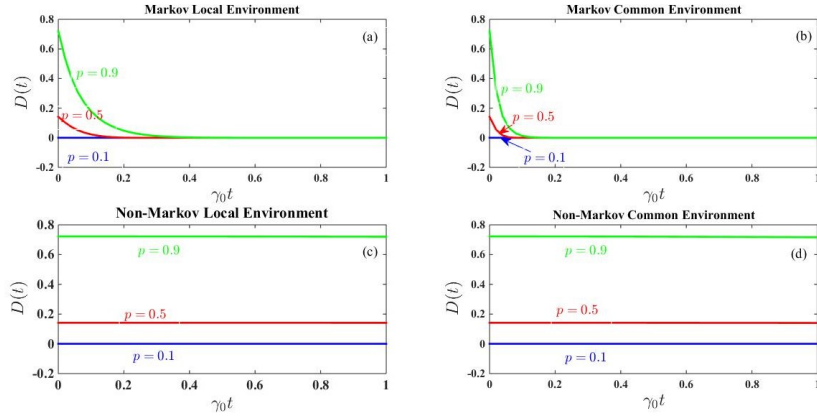 Markov Local Environment
(a)
D(t)
0.8
0.6
0.4
0.2
0
-0.2
p = 0.9
p = 0.5
p = 0.1
0 0.2 0.4 0.6 0.8 1
γ₀t
Markov Common Environment
(b)
D(t)
0.8
0.6
0.4
0.2
0
-0.2
p = 0.9
p = 0.5
p = 0.1
0 0.2 0.4 0.6 0.8 1
γ₀t
Non-Markov Local Environment
(c)
D(t)
0.8
0.6
0.4
0.2
0
-0.2
p = 0.9
p = 0.5
p = 0.1
0 0.2 0.4 0.6 0.8 1
γ₀t
Non-Markov Common Environment
(d)
D(t)
0.8
0.6
0.4
0.2
0
-0.2
p = 0.9
p = 0.5
p = 0.1
0 0.2 0.4 0.6 0.8 1
γ₀t